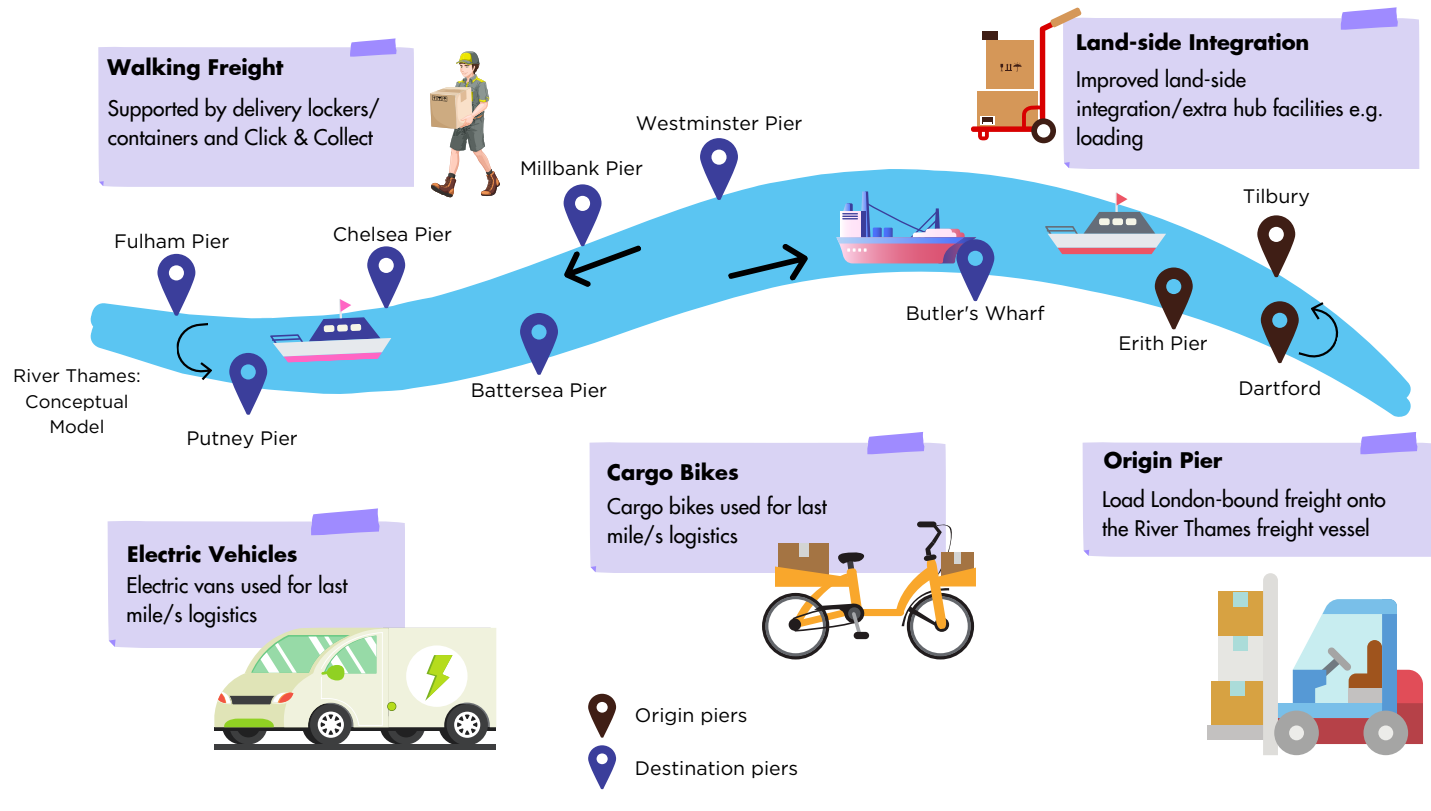 Walking Freight
Supported by delivery lockers/
containers and Click & Collect
Land-side Integration
Improved land-side
integration/extra hub facilities e.g.
loading
Westminster Pier
Millbank Pier
Tilbury
Chelsea Pier
Fulham Pier
Butler's Wharf
Erith Pier
Dartford
Battersea Pier
River Thames:
Conceptual
Model
Putney Pier
Cargo Bikes
Cargo bikes used for last
mile/s logistics
Origin Pier
Load London-bound freight onto
the River Thames freight vessel
Electric Vehicles
Electric vans used for last
mile/s logistics
Origin piers
Destination piers